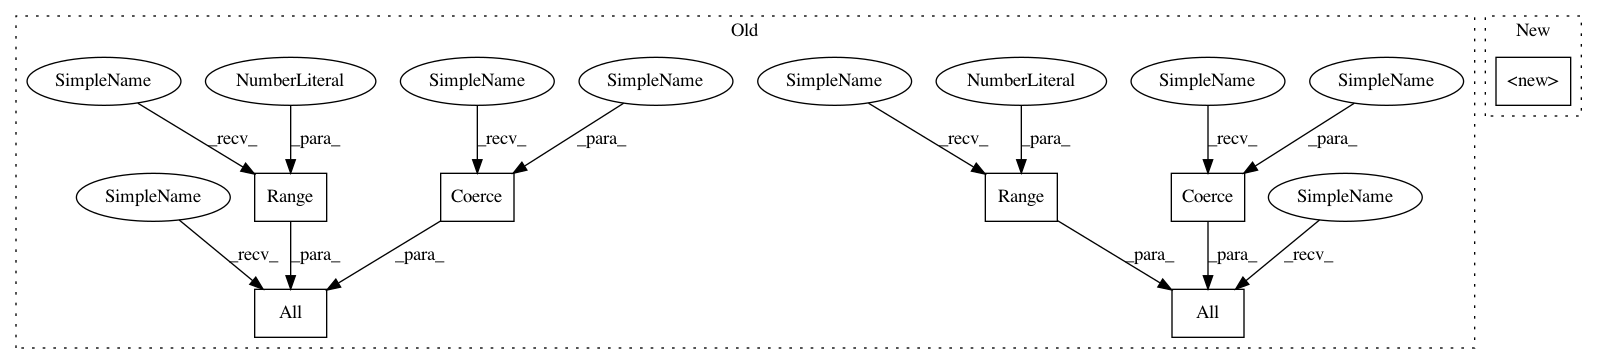 Old
New
SimpleName
NumberLiteral
SimpleName
SimpleName
SimpleName
NumberLiteral
SimpleName
SimpleName
<new>
_recv_
_para_
_recv_
_para_
_recv_
_para_
_recv_
_para_
SimpleName
Range
Coerce
Range
Coerce
SimpleName
_recv_
_para_
_para_
_para_
_para_
_recv_
All
All